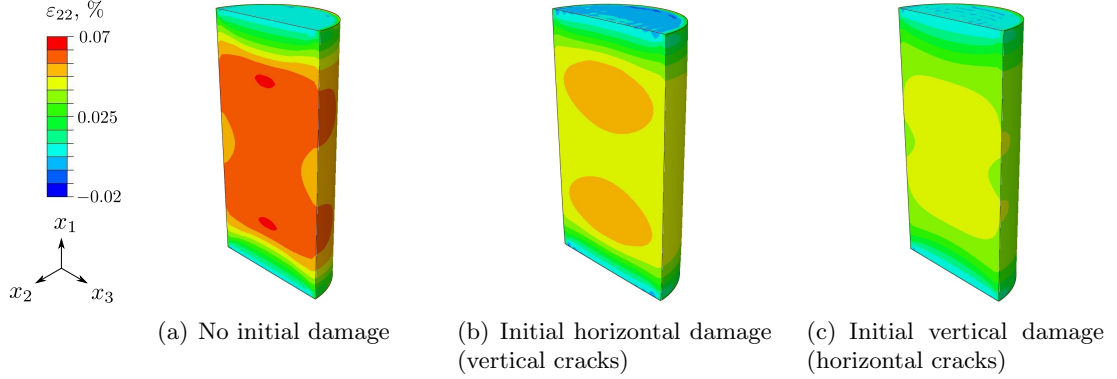 ε₂₂, %
0.07
0.025
−0.02
x₁
x₂
x₃
(a) No initial damage
(b) Initial horizontal damage
(vertical cracks)
(c) Initial vertical damage
(horizontal cracks)